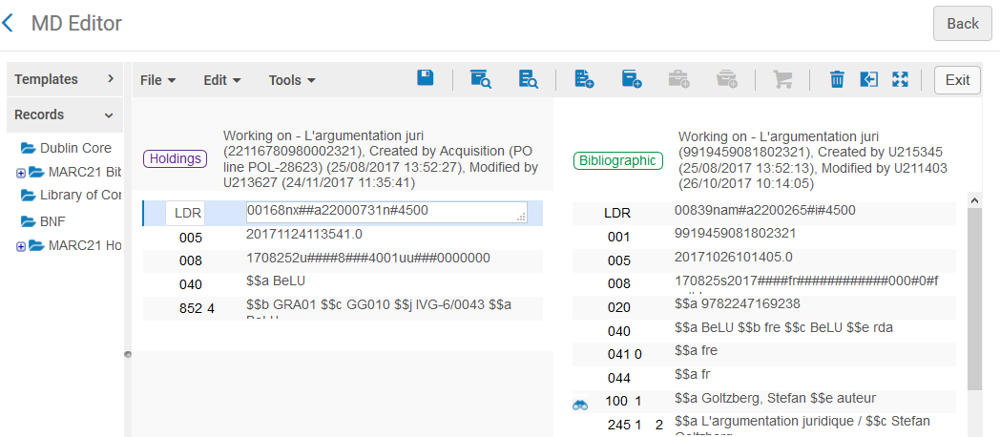 MD Editor
Back
Templates
File Edit Tools
Exit
Records
Dublin Core
MARC21 Bib
Library of Con
BNF
MARC21 Ho
Holdings
Working on - L'argumentation juri
(22116780980002321), Created by Acquisition (PO
line POL-28623) (25/08/2017 13:52:27), Modified by
U213627 (24/11/2017 11:35:41)
LDR 00168nx##a22000731n#4500
005 20171124113541.0
008 1708252u####8###4001uu###0000000
040 $$a BeLU
852 4 $$b GRA01 $$c GG010 $$j IVG-6/0043 $$a
BeLU
Bibliographic
Working on - L'argumentation juri
(9919459081802321), Created by U215345
(25/08/2017 13:52:13), Modified by U211403
(26/10/2017 10:14:05)
LDR 00839nam#a2200265#i#4500
001 9919459081802321
005 20171026101405.0
008 170825s2017####fr############000#0#f
020 $$a 9782247169238
040 $$a BeLU $$b fre $$c BeLU $$e rda
041 0 $$a fre
044 $$a fr
100 1 $$a Goltzberg, Stefan $$e auteur
245 1 2 $$a L'argumentation juridique / $$c Stefan
Goltzberg